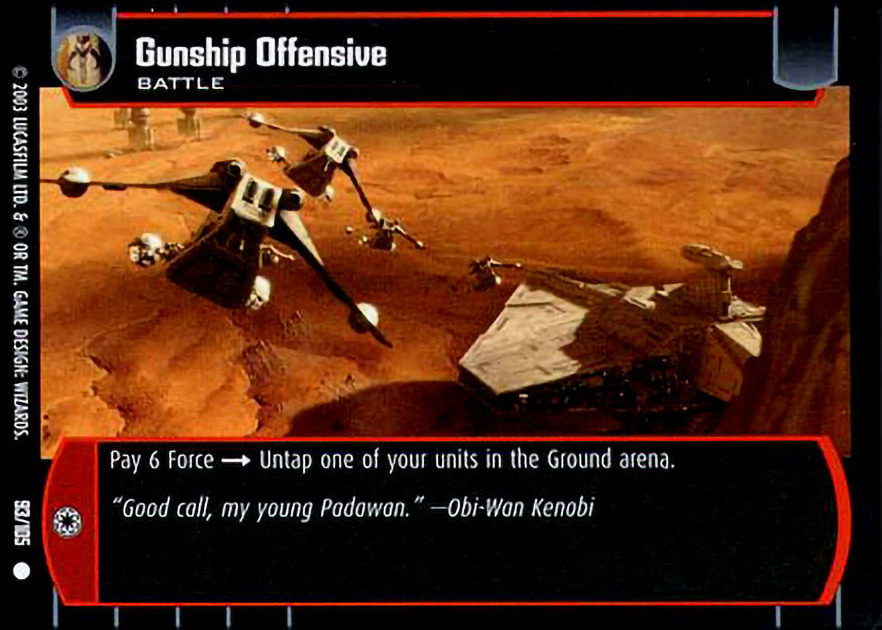 Gunship Offensive
BATTLE
© 2003 LUCASFILM LTD. & ® OR TM. GAME DESIGN: WIZARDS.
93/105
Pay 6 Force → Untap one of your units in the Ground arena.
“Good call, my young Padawan.” –Obi-Wan Kenobi